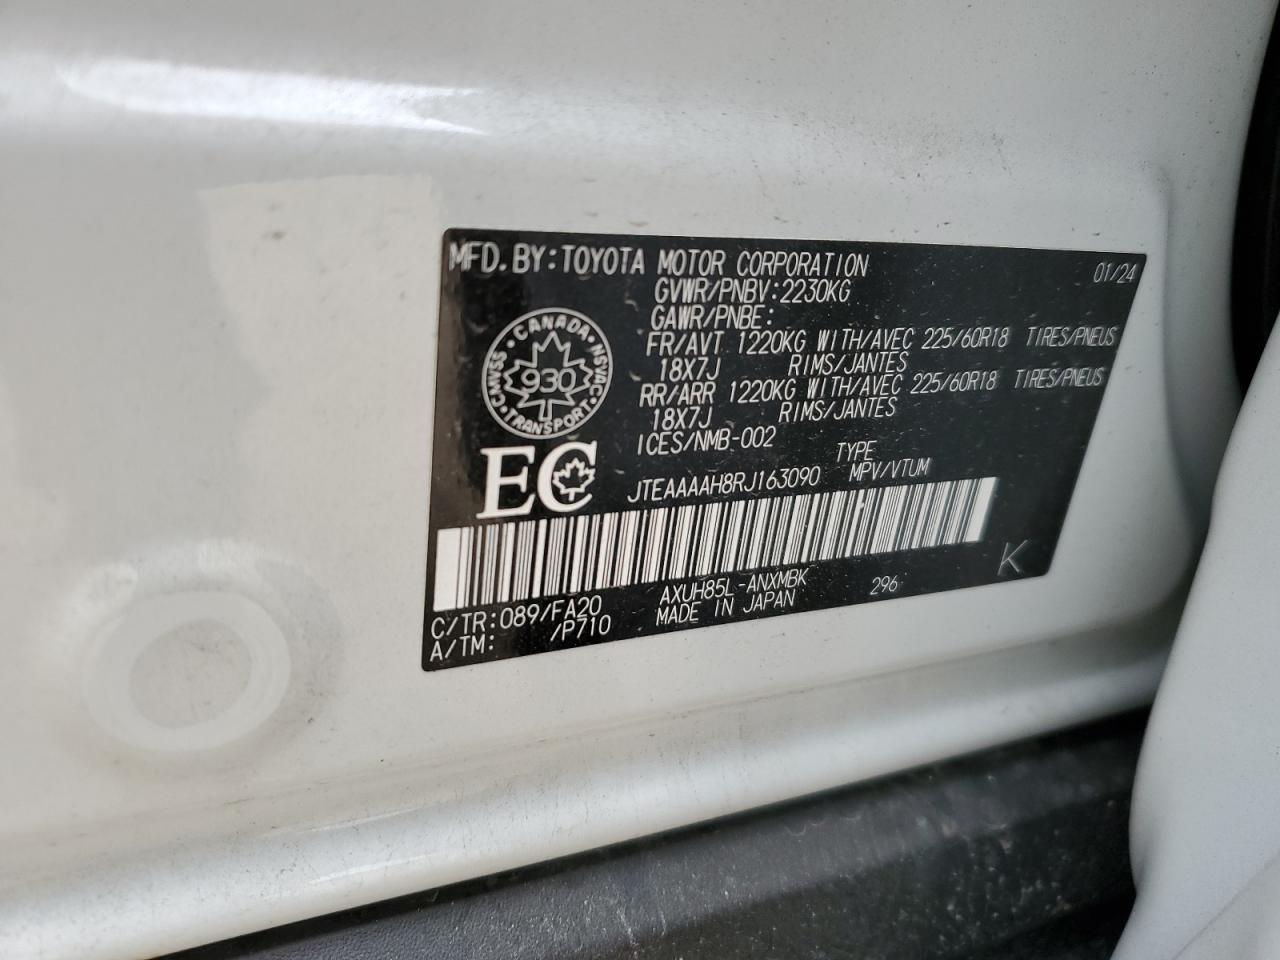 MFD. BY: TOYOTA MOTOR CORPORATION 01/24
GVWR/PNBV: 2230KG
GAWR/PNBE:
FR/AVT 1220KG WITH/AVEC 225/60R18 TIRES/PNEUS
18X7J RIMS/JANTES
RR/ARR 1220KG WITH/AVEC 225/60R18 TIRES/PNEUS
18X7J RIMS/JANTES
ICES/NMB-002
CANADA · NSVAC · TRANSPORT · CMVSS
930
EC
TYPE
JTEAAAAH8RJ163090 MPV/VTUM
C/TR: 089/FA20 AXUH85L-ANXMBK 296 K
A/TM: /P710 MADE IN JAPAN